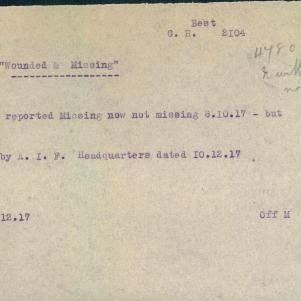 Best
G. H. 2104
4780
"Wounded & Missing"
reported Missing now not missing 6.10.17 - but
by A. I. F. Headquarters dated 10.12.17
12.17 Off M